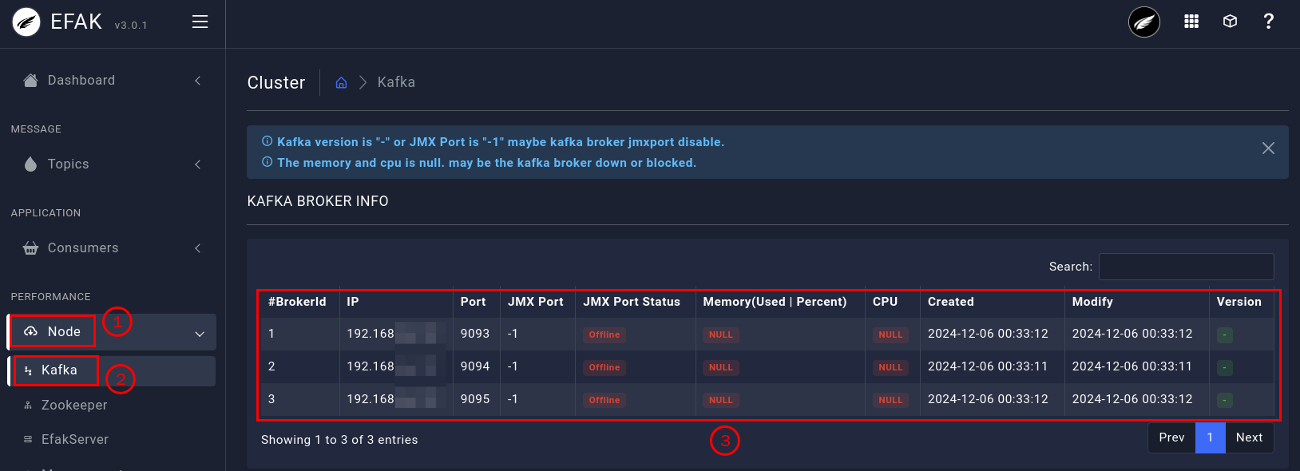 EFAK v3.0.1
Dashboard
MESSAGE
Topics
APPLICATION
Consumers
PERFORMANCE
Node
1
Kafka
2
Zookeeper
EfakServer
Cluster Kafka
Kafka version is "-" or JMX Port is "-1" maybe kafka broker jmxport disable.
The memory and cpu is null. may be the kafka broker down or blocked.
KAFKA BROKER INFO
Search:
#BrokerId IP Port JMX Port JMX Port Status Memory(Used | Percent) CPU Created Modify Version
1 192.168 9093 -1 Offline NULL NULL 2024-12-06 00:33:12 2024-12-06 00:33:12 -
2 192.168 9094 -1 Offline NULL NULL 2024-12-06 00:33:11 2024-12-06 00:33:11 -
3 192.168 9095 -1 Offline NULL NULL 2024-12-06 00:33:12 2024-12-06 00:33:12 -
Showing 1 to 3 of 3 entries
3
Prev 1 Next